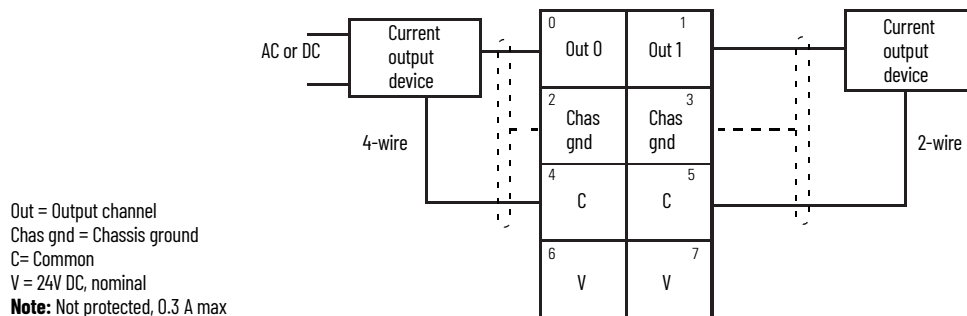 AC or DC
Current
output
device
0
Out 0
1
Out 1
Current
output
device
4-wire
2
Chas
gnd
3
Chas
gnd
2-wire
4
C
5
C
6
V
7
V
Out = Output channel
Chas gnd = Chassis ground
C= Common
V = 24V DC, nominal
Note: Not protected, 0.3 A max